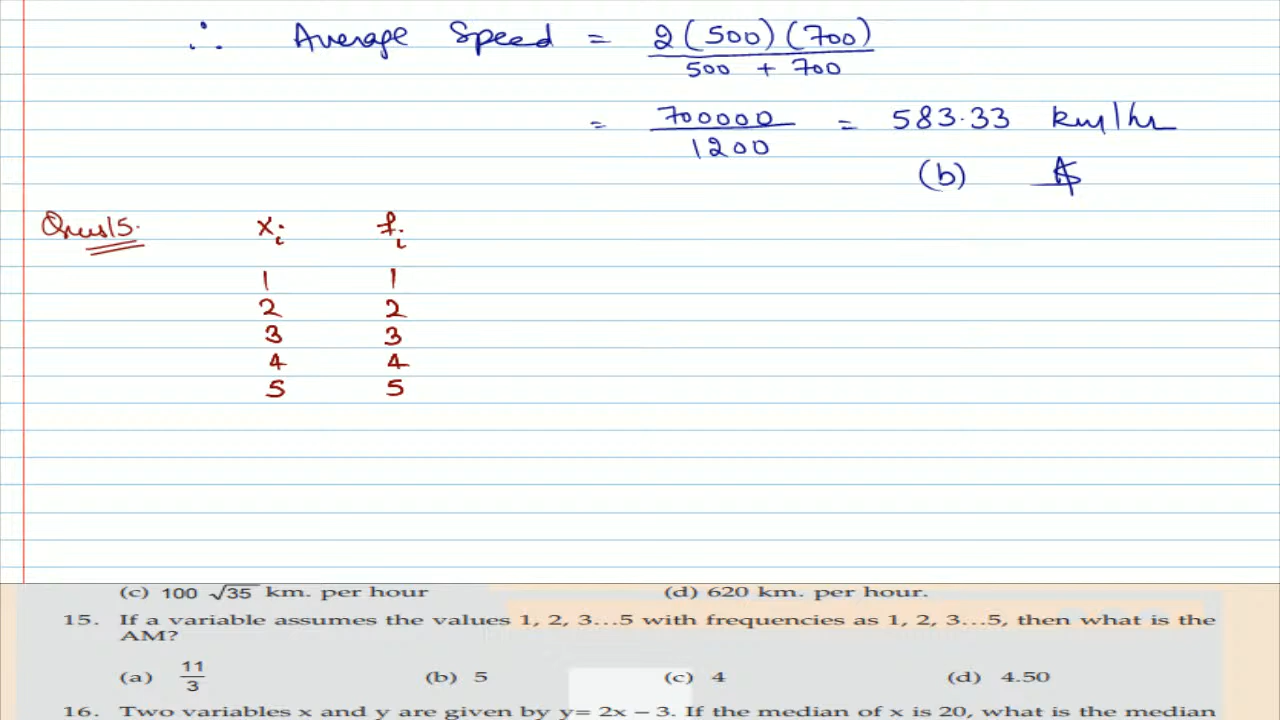 ∴ Average Speed = 2(500)(700) / 500 + 700
= 700000 / 1200 = 583.33 km/hr
(b)
Ques15. xi fi
1 1
2 2
3 3
4 4
5 5
(c) 100 √35 km. per hour (d) 620 km. per hour.
15. If a variable assumes the values 1, 2, 3...5 with frequencies as 1, 2, 3...5, then what is the
AM?
(a) 11/3 (b) 5 (c) 4 (d) 4.50
16. Two variables x and y are given by y= 2x – 3. If the median of x is 20, what is the median